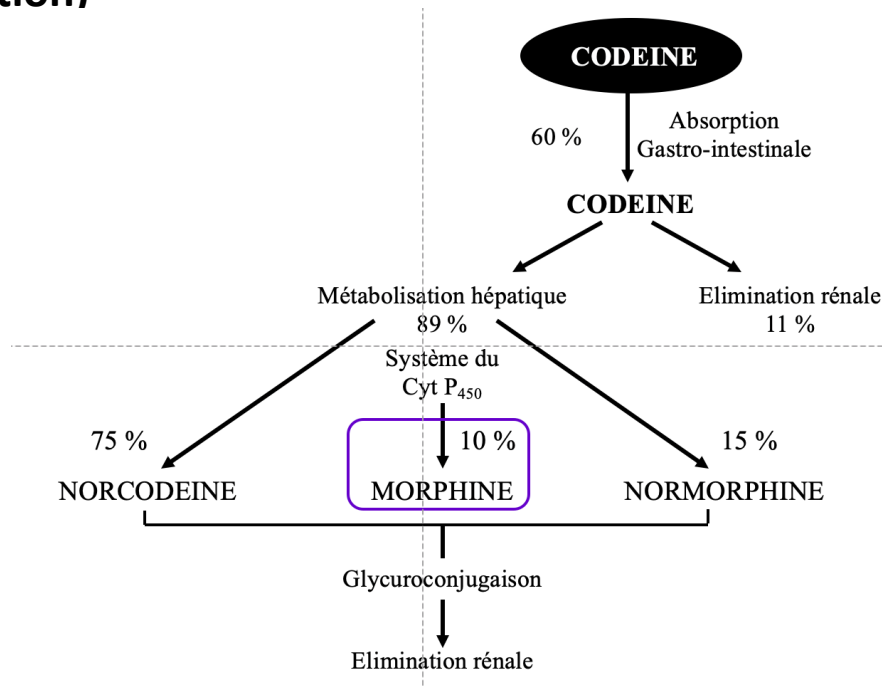 CODEINE
60 %
Absorption
Gastro-intestinale
CODEINE
Métabolisation hépatique
89 %
Elimination rénale
11 %
Système du
Cyt P450
75 %
10 %
15 %
NORCODEINE
MORPHINE
NORMORPHINE
Glycuroconjugaison
Elimination rénale